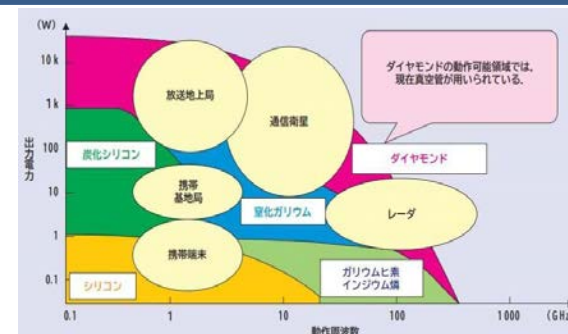 (W)
10k
1k
100
10
1
0.1
出力電力
放送地上局
通信衛星
ダイヤモンドの動作可能領域では、
現在真空管が用いられている。
炭化シリコン
ダイヤモンド
携帯
基地局
窒化ガリウム
レーダ
携帯端末
シリコン
ガリウムヒ素
インジウム燐
0.1
1
10
100
1000
(GHz)
動作周波数